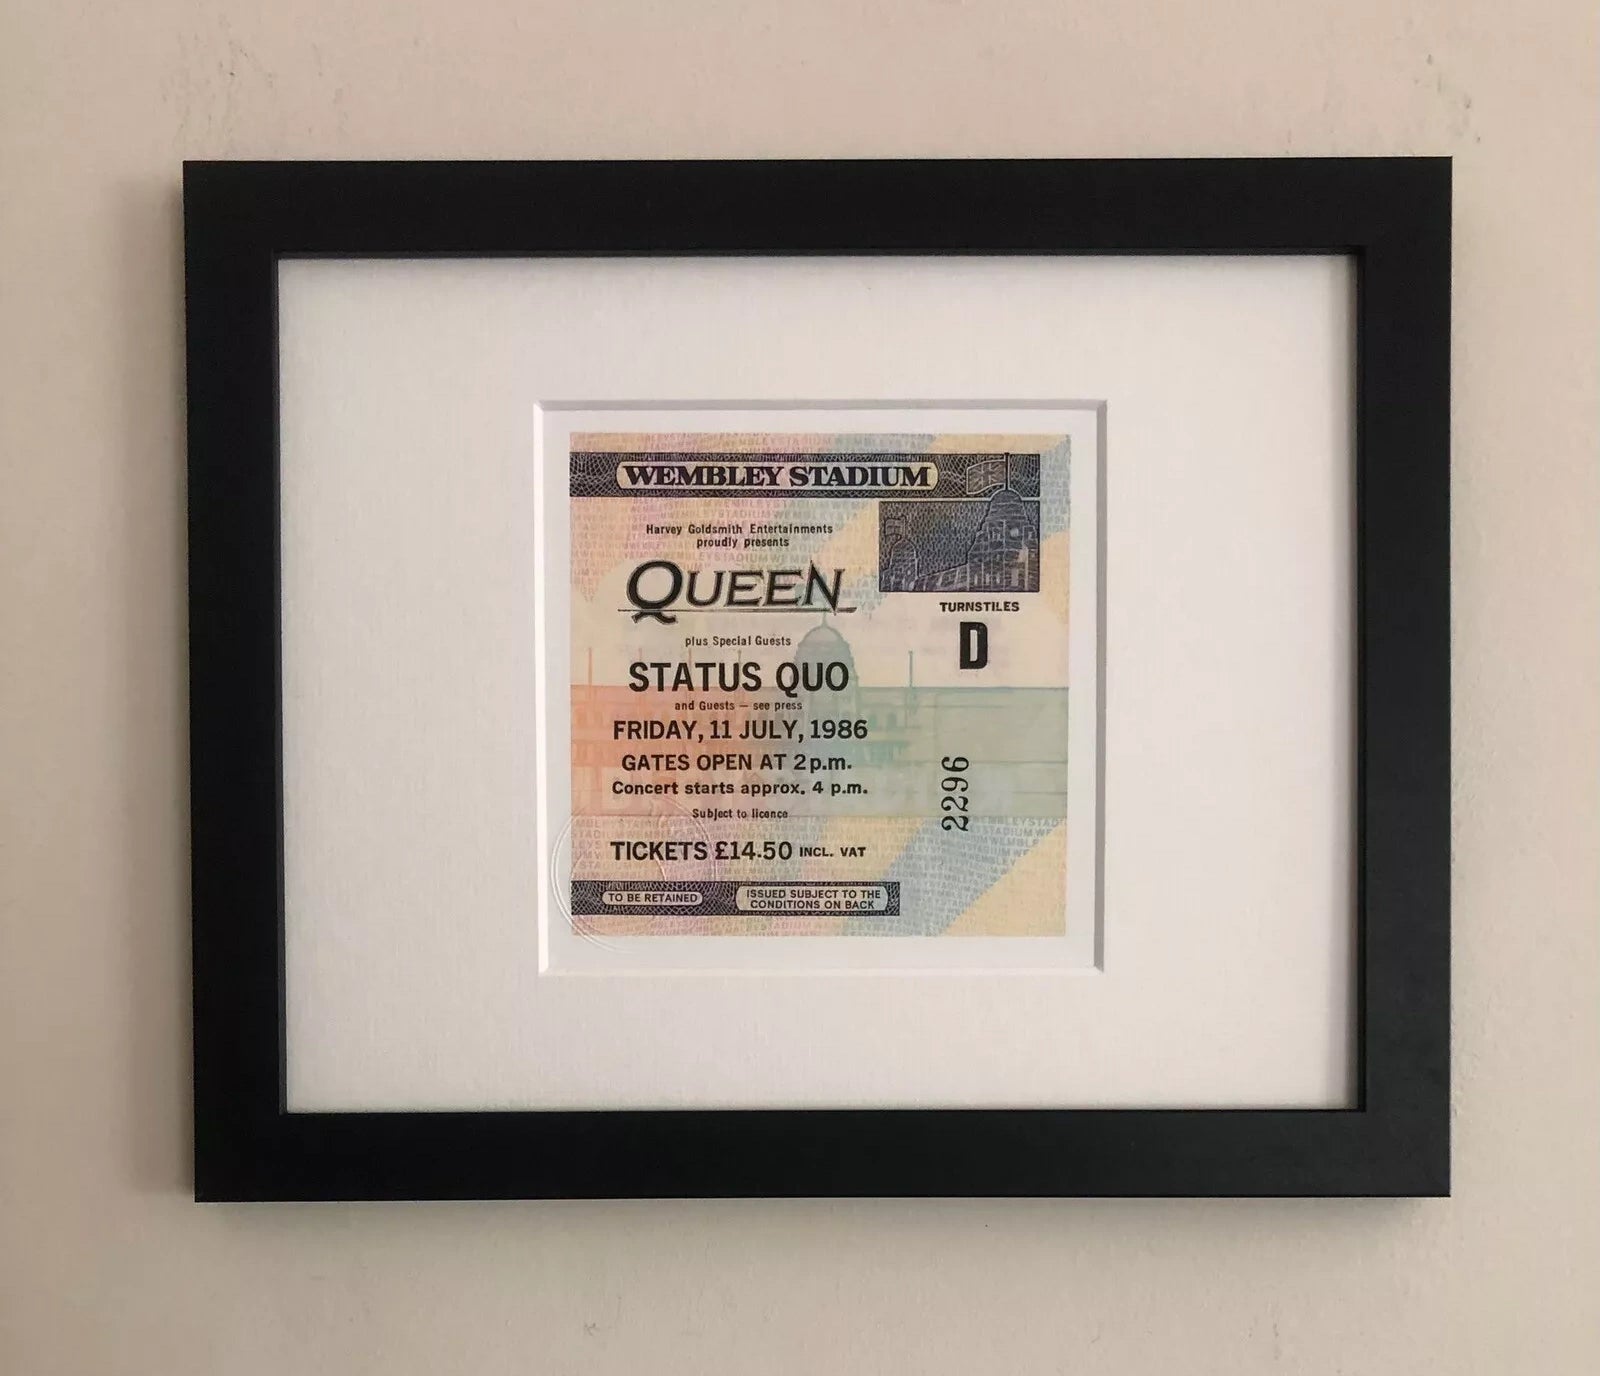 WEMBLEY STADIUM
Harvey Goldsmith Entertainments
proudly presents
QUEEN
plus Special Guests
STATUS QUO
and Guests – see press
FRIDAY, 11 JULY, 1986
GATES OPEN AT 2 p.m.
Concert starts approx. 4 p.m.
Subject to licence
TICKETS £14.50 INCL. VAT
TO BE RETAINED
ISSUED SUBJECT TO THE
CONDITIONS ON BACK
TURNSTILES
D
2296